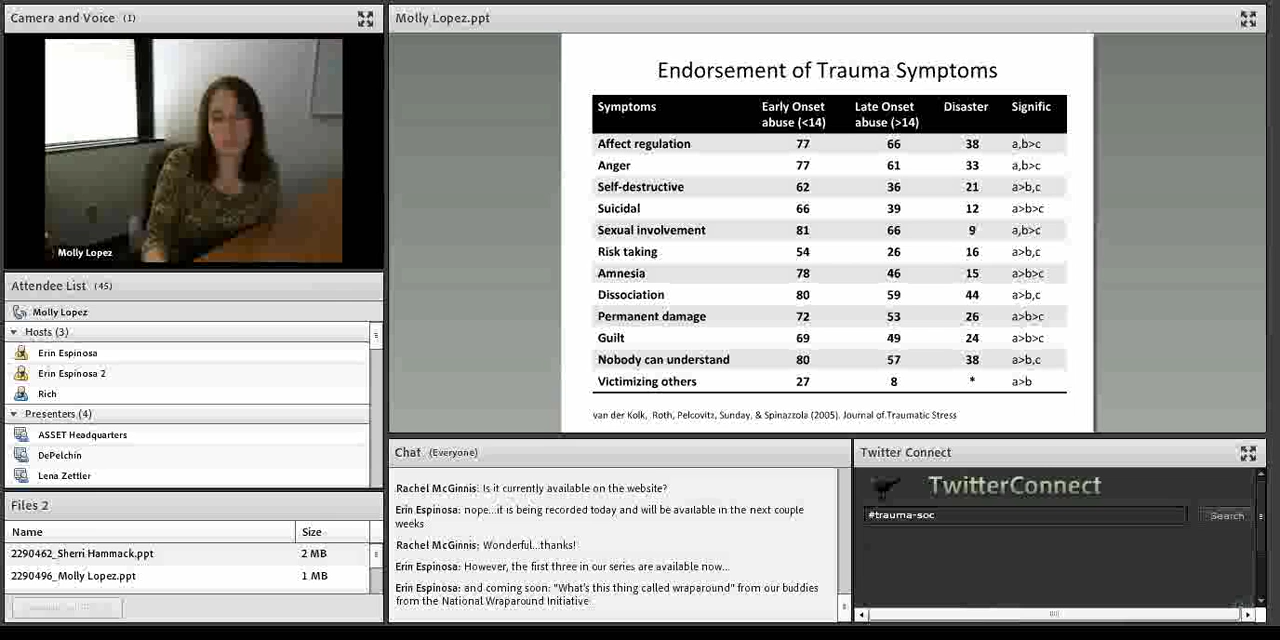 Camera and Voice (1)
Molly Lopez
Attendee List (45)
Molly Lopez
Hosts (3)
Erin Espinosa
Erin Espinosa 2
Rich
Presenters (4)
ASSET Headquarters
DePelchin
Lena Zettler
Files 2
Name Size
2290462_Sherri Hammack.ppt 2 MB
2290496_Molly Lopez.ppt 1 MB
Molly Lopez.ppt
Endorsement of Trauma Symptoms
Symptoms Early Onset abuse (<14) Late Onset abuse (>14) Disaster Signific
Affect regulation 77 66 38 a,b>c
Anger 77 61 33 a,b>c
Self-destructive 62 36 21 a>b,c
Suicidal 66 39 12 a>b>c
Sexual involvement 81 66 9 a,b>c
Risk taking 54 26 16 a>b,c
Amnesia 78 46 15 a>b>c
Dissociation 80 59 44 a>b,c
Permanent damage 72 53 26 a>b>c
Guilt 69 49 24 a>b>c
Nobody can understand 80 57 38 a>b,c
Victimizing others 27 8 * a>b
van der Kolk, Roth, Pelcovitz, Sunday, & Spinazzola (2005). Journal of Traumatic Stress
Chat (Everyone)
Rachel McGinnis: Is it currently available on the website?
Erin Espinosa: nope...it is being recorded today and will be available in the next couple
weeks
Rachel McGinnis: Wonderful...thanks!
Erin Espinosa: However, the first three in our series are available now...
Erin Espinosa: and coming soon: "What's this thing called wraparound" from our buddies
from the National Wraparound Initiative
Twitter Connect
TwitterConnect
#trauma-soc
Search